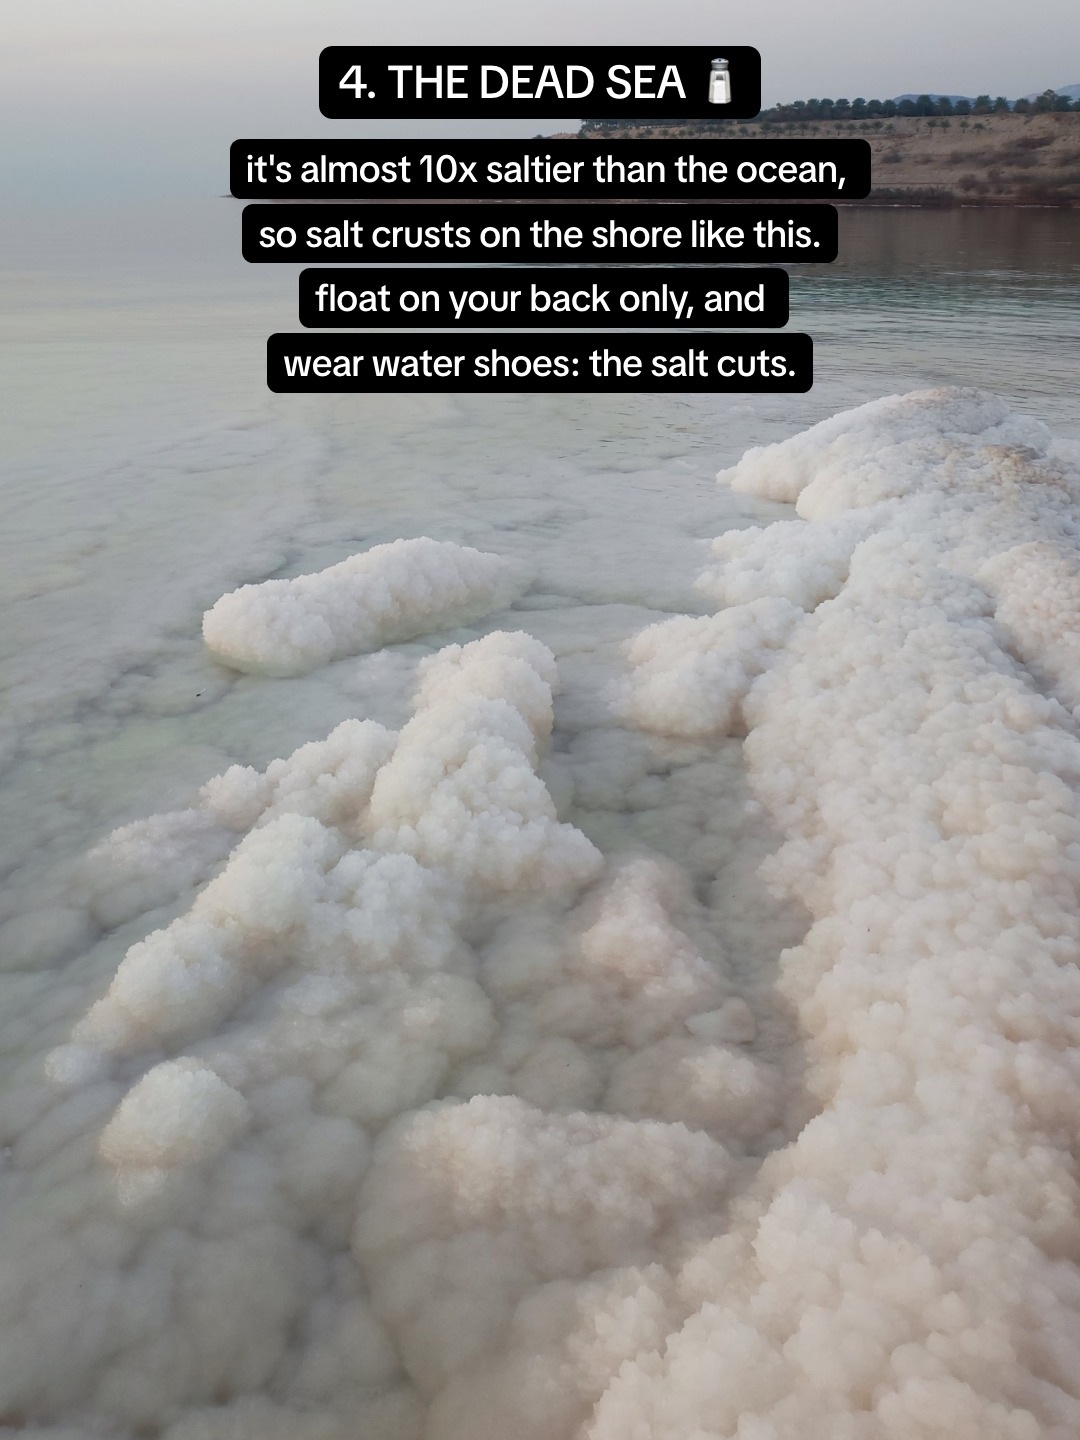 4. THE DEAD SEA 🧂
it's almost 10x saltier than the ocean,
so salt crusts on the shore like this.
float on your back only, and
wear water shoes: the salt cuts.